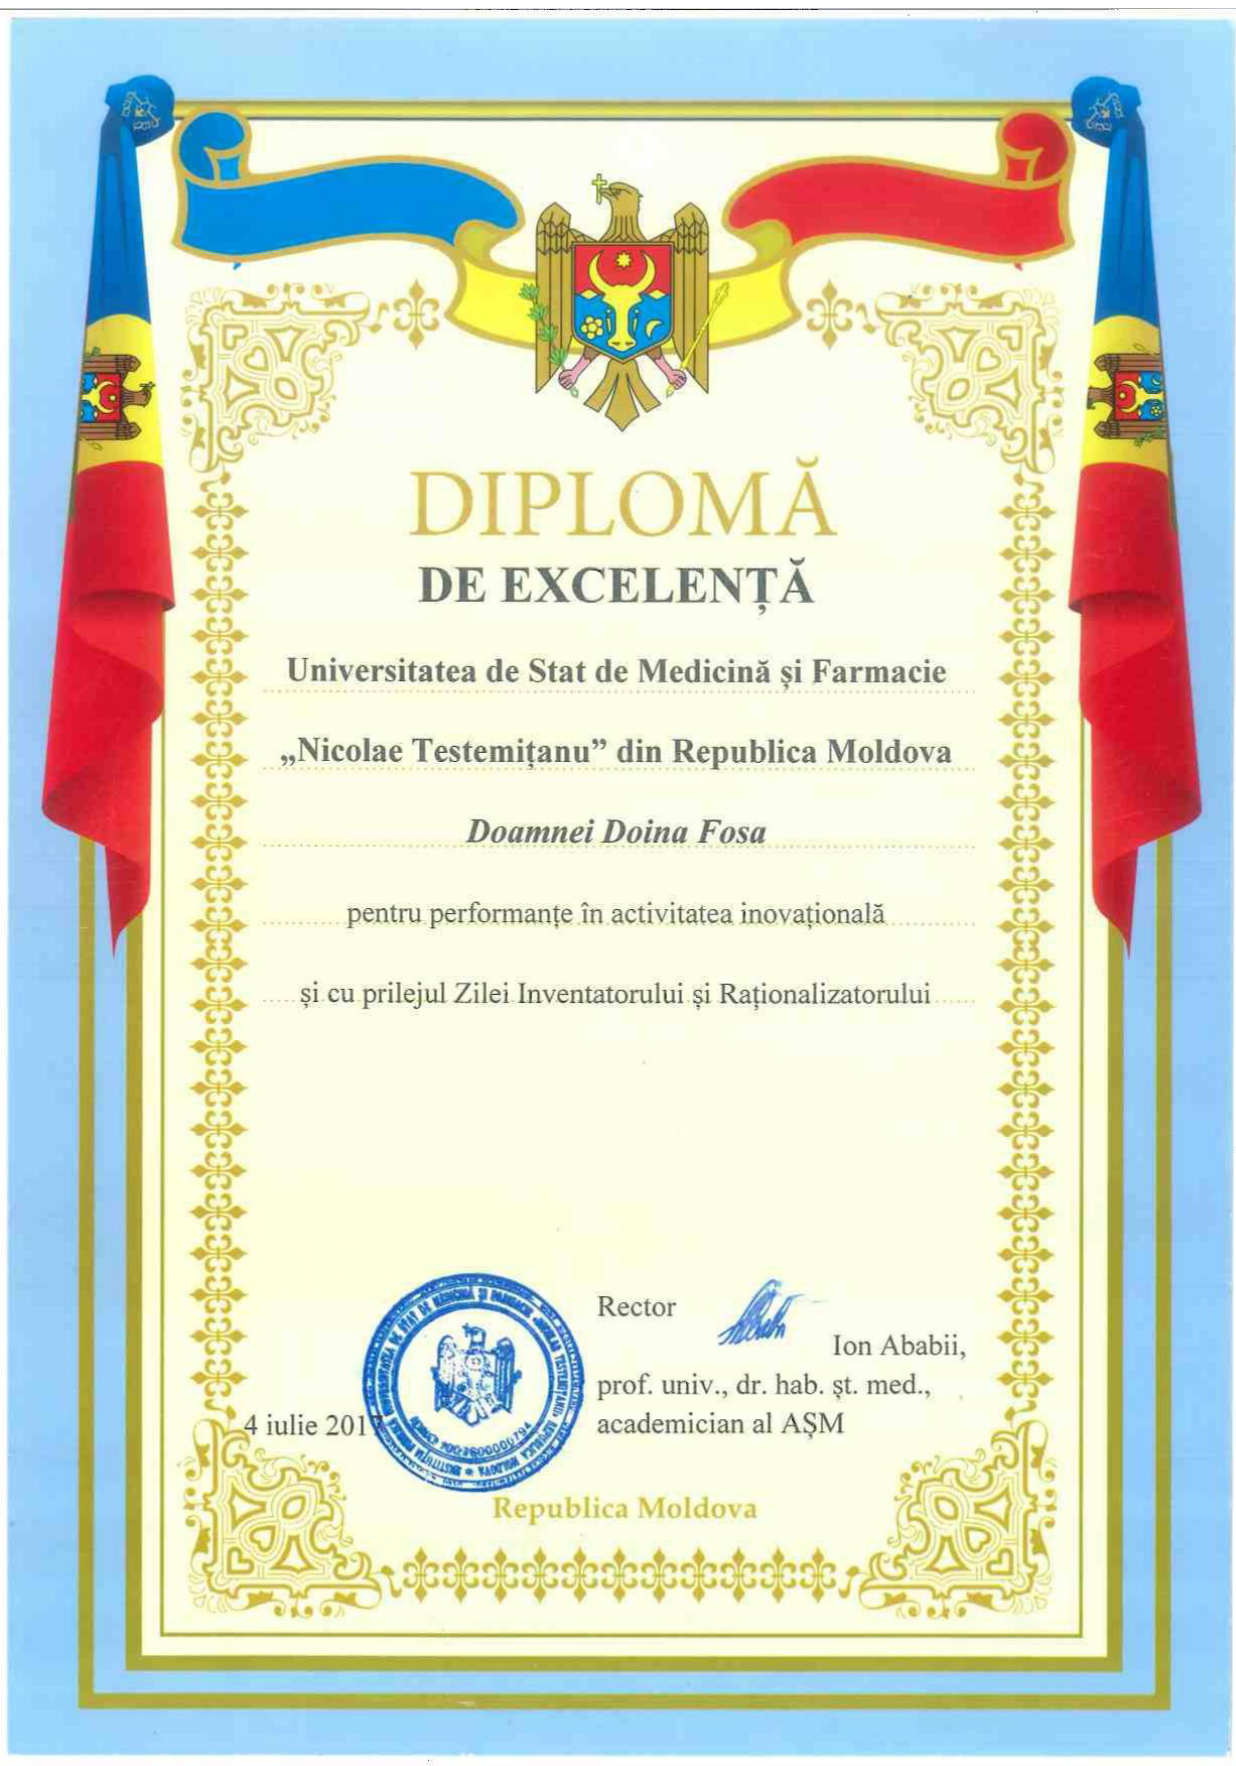 DIPLOMĂ
DE EXCELENȚĂ
Universitatea de Stat de Medicină și Farmacie
„Nicolae Testemițanu” din Republica Moldova
Doamnei Doina Fosa
pentru performanțe în activitatea inovațională
și cu prilejul Zilei Inventatorului și Raționalizatorului
Rector
Ion Ababii,
prof. univ., dr. hab. șt. med.,
4 iulie 2017
academician al AȘM
Republica Moldova